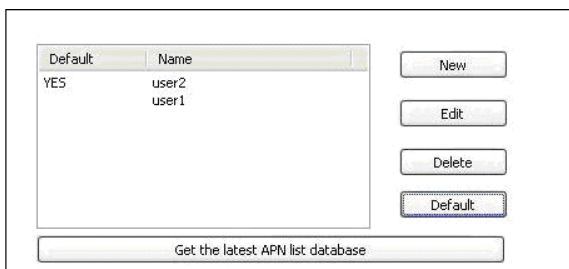 Default Name
YES user2
user1
New
Edit
Delete
Default
Get the latest APN list database